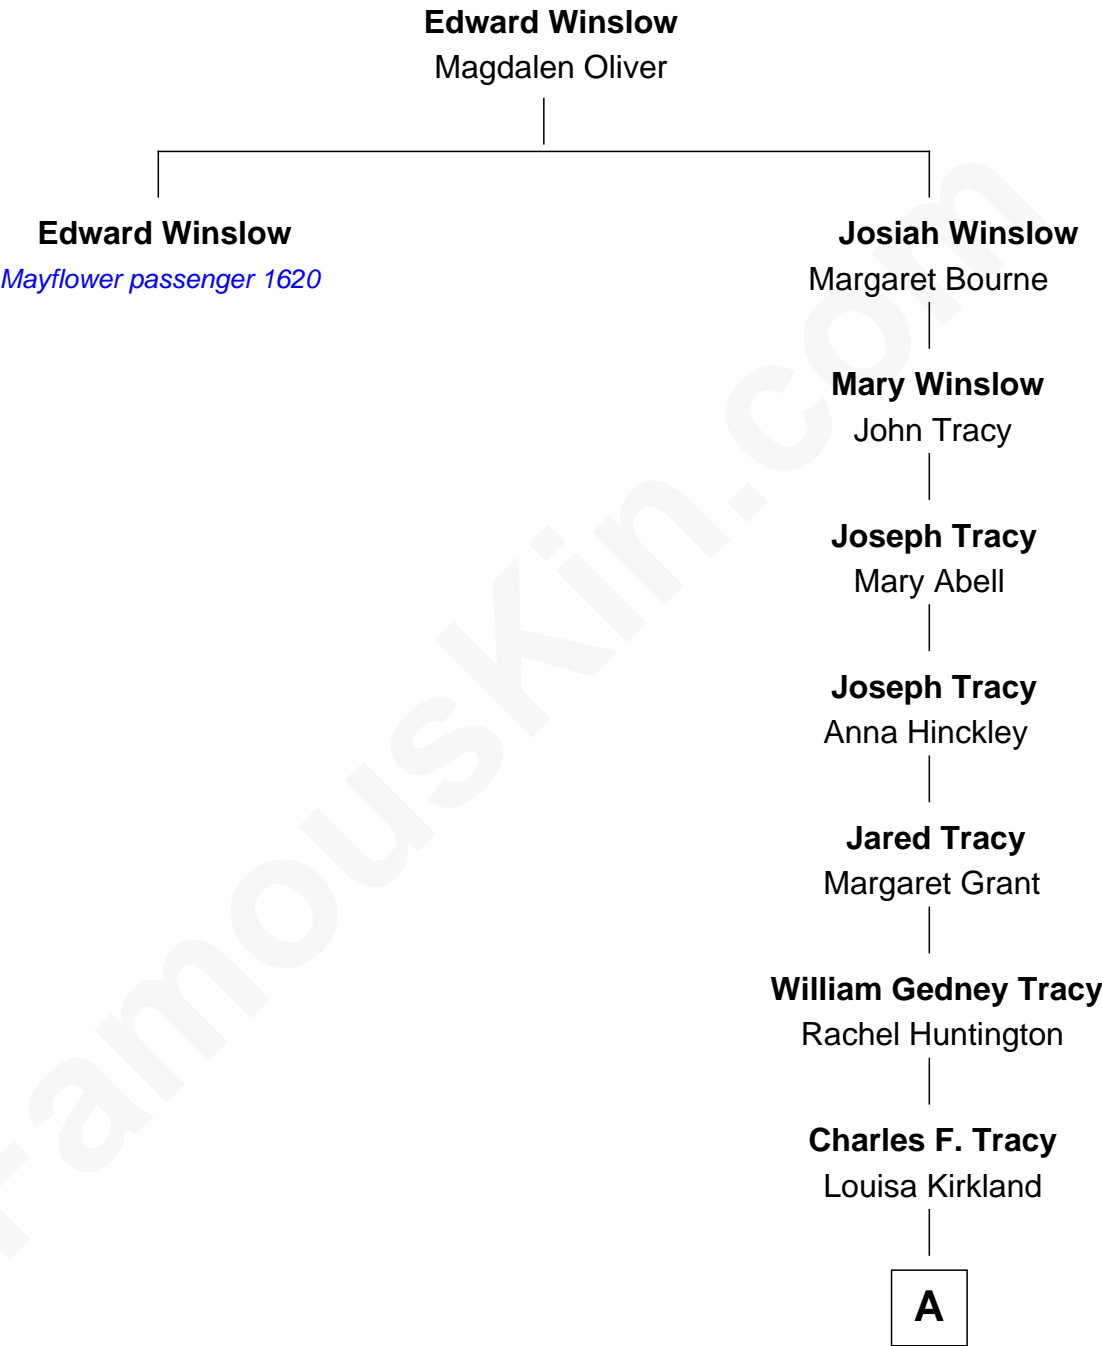 Edward Winslow
Magdalen Oliver
Edward Winslow
Mayflower passenger 1620
Josiah Winslow
Margaret Bourne
Mary Winslow
John Tracy
Joseph Tracy
Mary Abell
Joseph Tracy
Anna Hinckley
Jared Tracy
Margaret Grant
William Gedney Tracy
Rachel Huntington
Charles F. Tracy
Louisa Kirkland
A
FamousKin.com